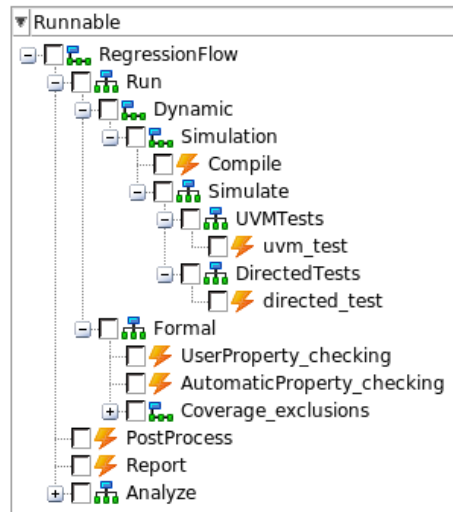 Runnable
RegressionFlow
Run
Dynamic
Simulation
Compile
Simulate
UVMTests
uvm_test
DirectedTests
directed_test
Formal
UserProperty_checking
AutomaticProperty_checking
Coverage_exclusions
PostProcess
Report
Analyze